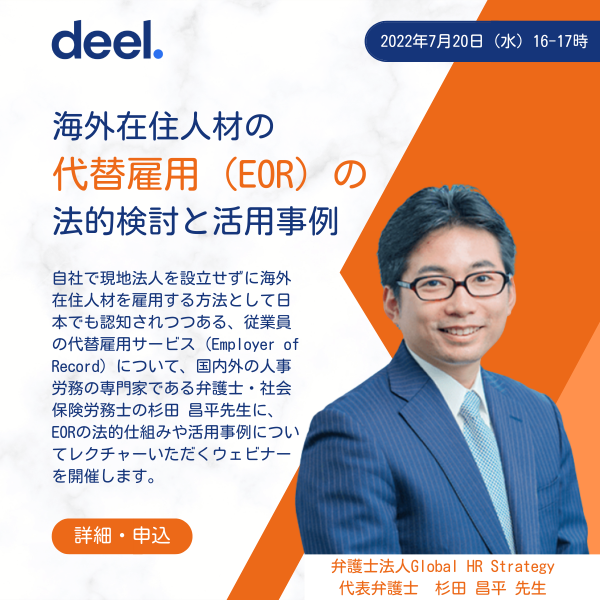 deel.
2022年7月20日（水）16-17時
海外在住人材の
代替雇用（EOR）の
法的検討と活用事例
自社で現地法人を設立せずに海外
在住人材を雇用する方法として日
本でも認知されつつある、従業員
の代替雇用サービス（Employer of
Record）について、国内外の人事
労務の専門家である弁護士・社会
保険労務士の杉田 昌平先生に、
EORの法的仕組みや活用事例につい
てレクチャーいただくウェビナー
を開催します。
詳細・申込
弁護士法人Global HR Strategy
代表弁護士　杉田 昌平 先生